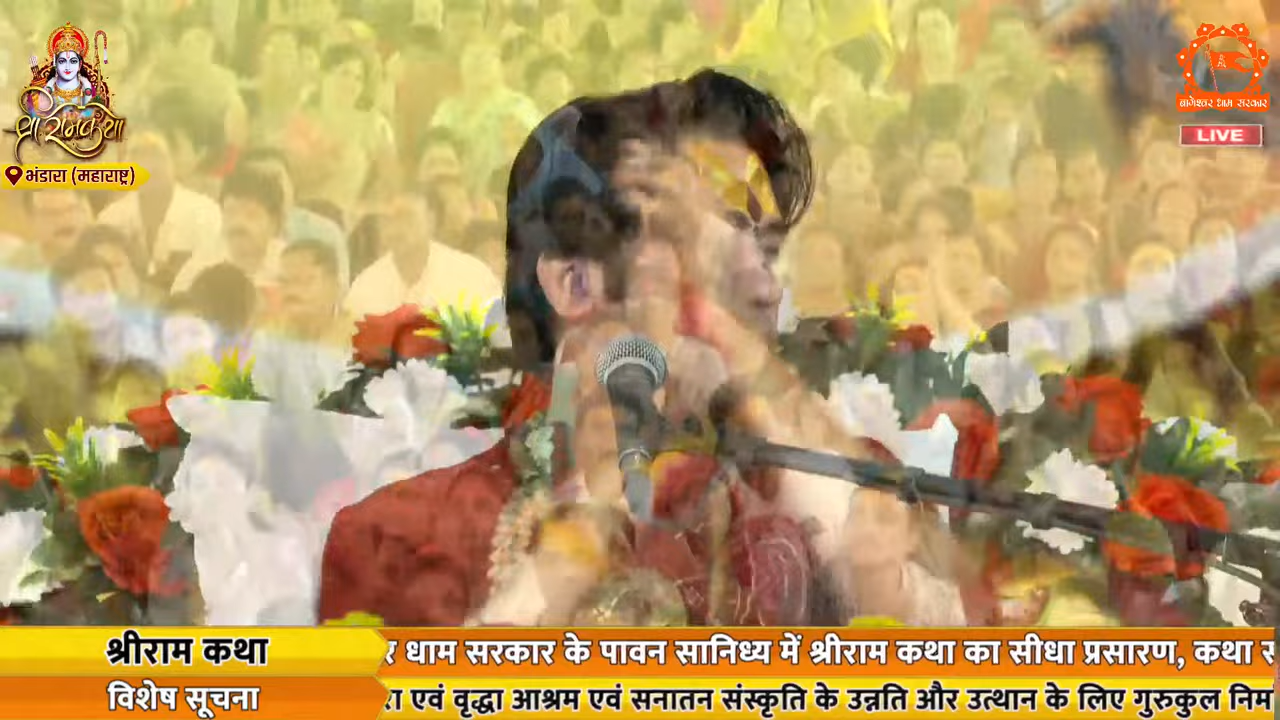 श्री रामकथा
भंडारा (महाराष्ट्र)
बागेश्वर धाम सरकार
LIVE
श्रीराम कथा
धाम सरकार के पावन सानिध्य में श्रीराम कथा का सीधा प्रसारण, कथा
विशेष सूचना
एवं वृद्धा आश्रम एवं सनातन संस्कृति के उन्नति और उत्थान के लिए गुरुकुल निम